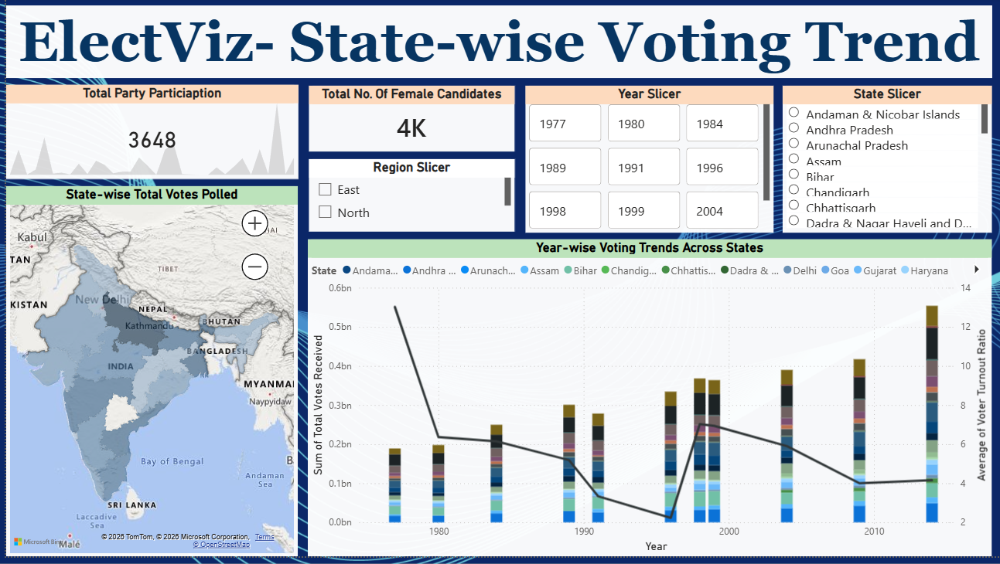 ElectViz- State-wise Voting Trend
Total Party Particiaption
3648
Total No. Of Female Candidates
4K
Region Slicer
East
North
Year Slicer
1977 1980 1984
1989 1991 1996
1998 1999 2004
State Slicer
Andaman & Nicobar Islands
Andhra Pradesh
Arunachal Pradesh
Assam
Bihar
Chandigarh
Chhattisgarh
Dadra & Nagar Haveli and D...
State-wise Total Votes Polled
Kabul
TAN
TIBET
KISTAN
New Delhi
NEPAL
Kathmandu
BHUTAN
INDIA
BANGLADESH
MYANMA
Naypyidaw
Bay of Bengal
Andaman
Sea
SRI LANKA
Laccadive
Sea
Malé
Microsoft Bing
© 2026 TomTom, © 2026 Microsoft Corporation, Terms
© OpenStreetMap
Year-wise Voting Trends Across States
State Andama... Andhra ... Arunach... Assam Bihar Chandig... Chhattis... Dadra & ... Delhi Goa Gujarat Haryana
Sum of Total Votes Received
0.6bn
0.5bn
0.4bn
0.3bn
0.2bn
0.1bn
0.0bn
14
12
10
8
6
4
2
Average of Voter Turnout Ratio
1980 1990 2000 2010
Year